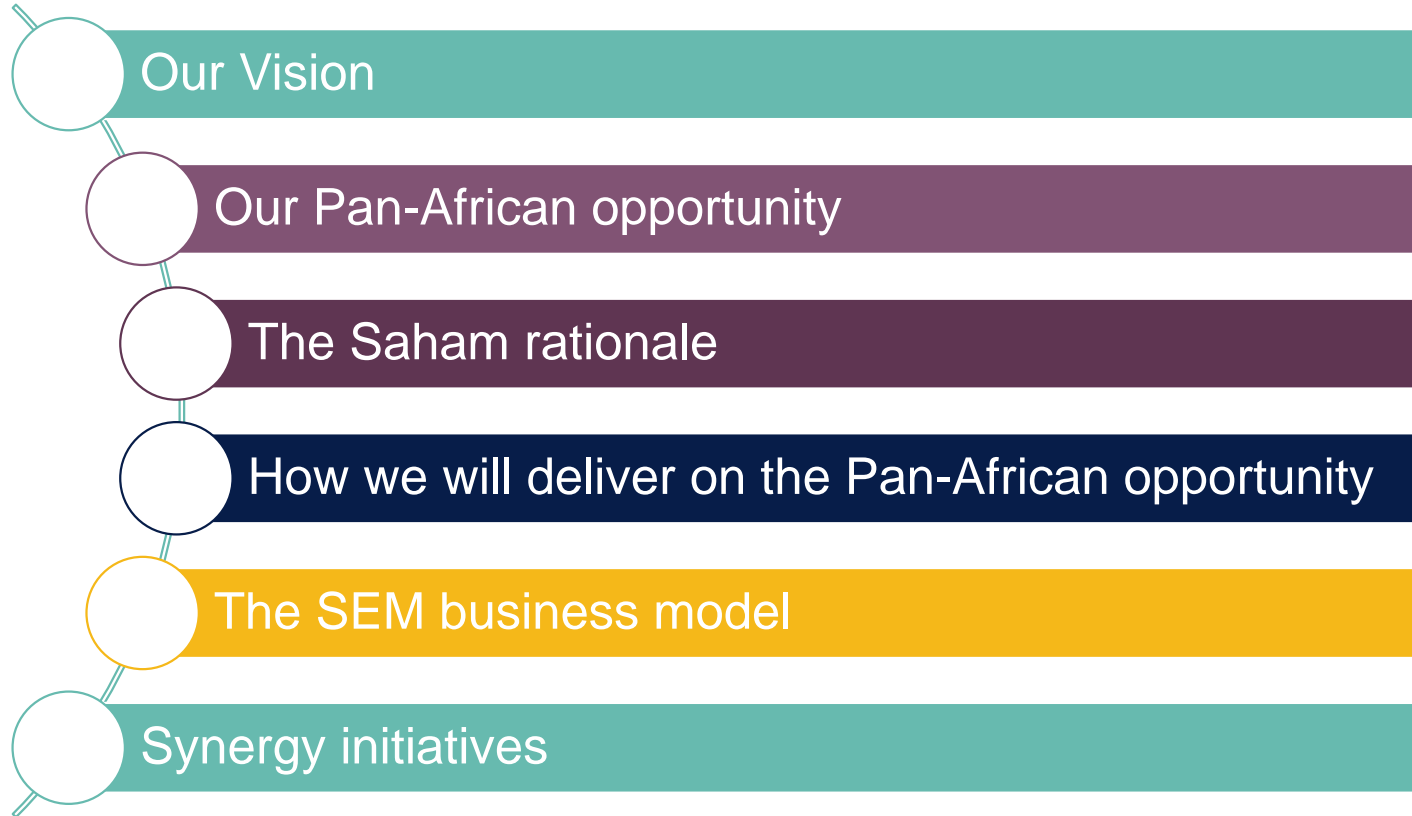 Our Vision
Our Pan-African opportunity
The Saham rationale
How we will deliver on the Pan-African opportunity
The SEM business model
Synergy initiatives